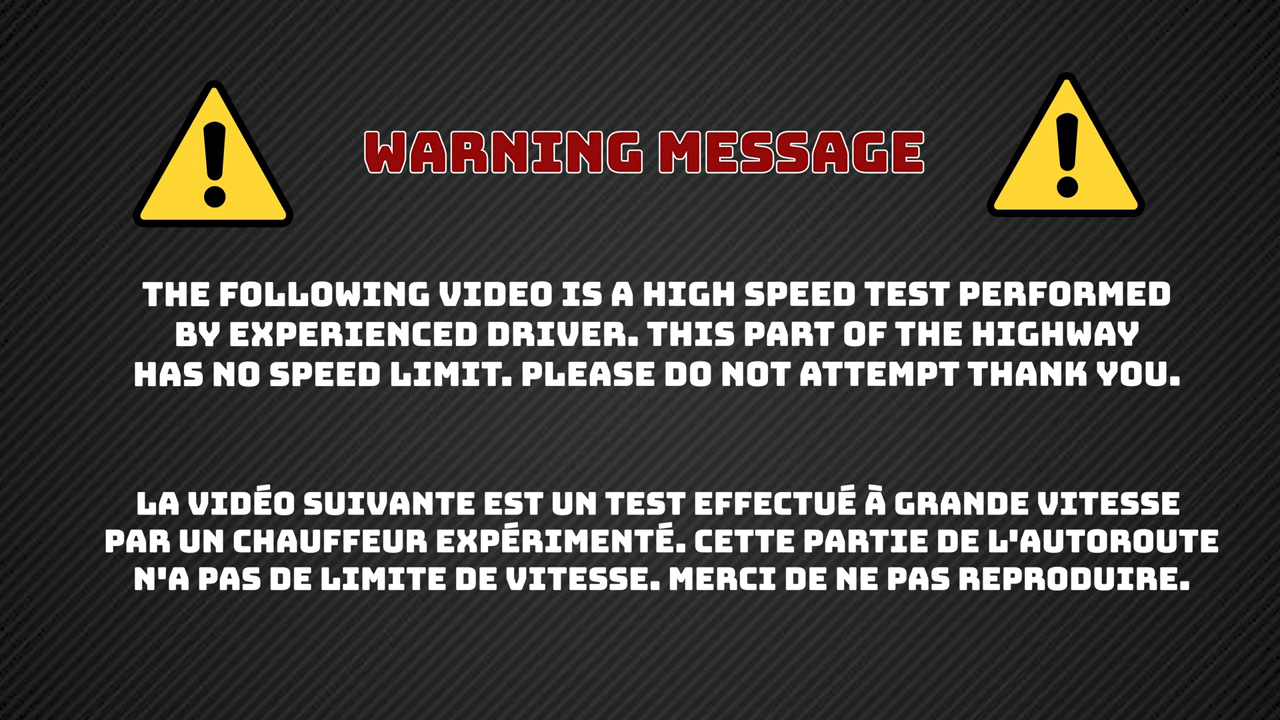 WARNING MESSAGE
THE FOLLOWING VIDEO IS A HIGH SPEED TEST PERFORMED
BY EXPERIENCED DRIVER. THIS PART OF THE HIGHWAY
HAS NO SPEED LIMIT. PLEASE DO NOT ATTEMPT THANK YOU.
LA VIDÉO SUIVANTE EST UN TEST EFFECTUÉ À GRANDE VITESSE
PAR UN CHAUFFEUR EXPÉRIMENTÉ. CETTE PARTIE DE L'AUTOROUTE
N'A PAS DE LIMITE DE VITESSE. MERCI DE NE PAS REPRODUIRE.